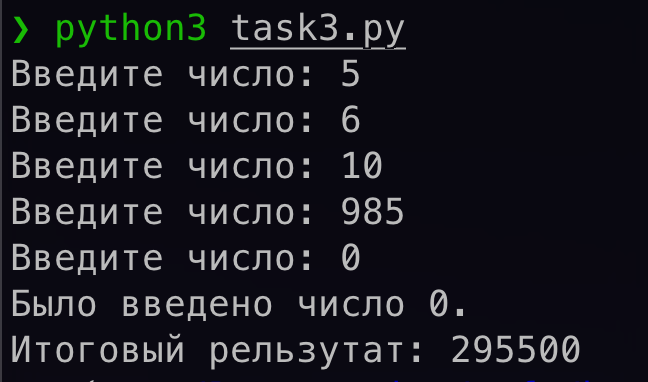 ❯ python3 task3.py
Введите число: 5
Введите число: 6
Введите число: 10
Введите число: 985
Введите число: 0
Было введено число 0.
Итоговый рельзутат: 295500